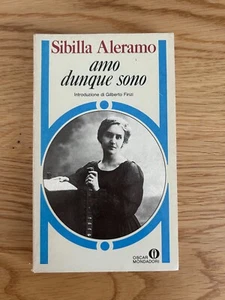 Sibilla Aleramo
amo
dunque sono
Introduzione di Gilberto Finzi
OSCAR
MONDADORI